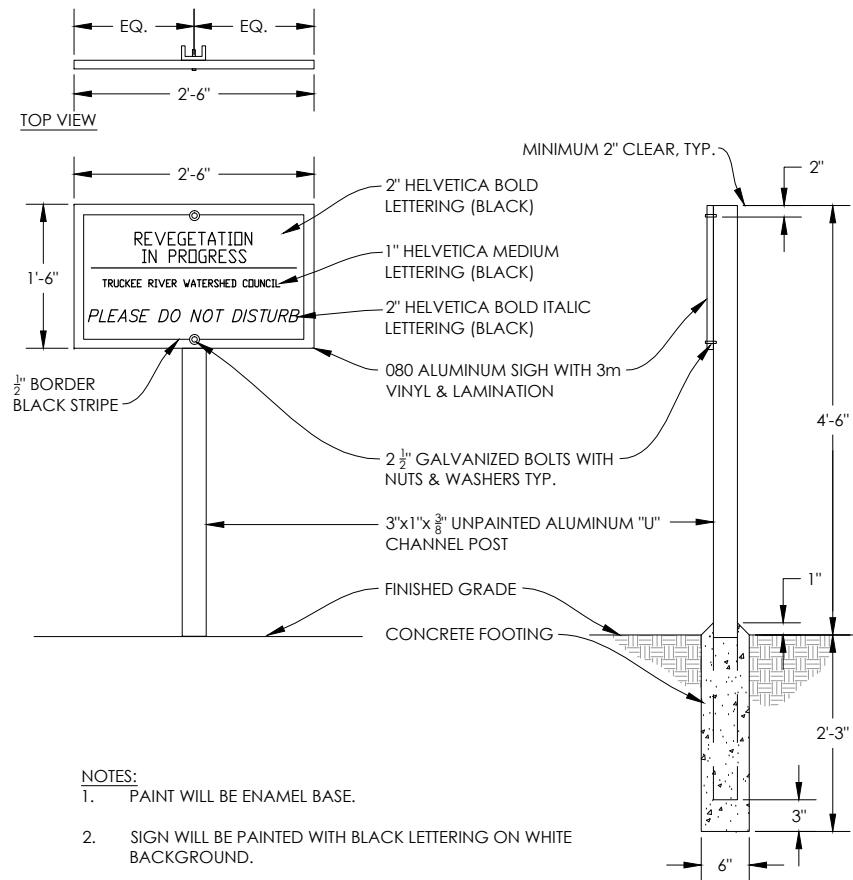 EQ. EQ.
2'-6"
TOP VIEW
2'-6"
1'-6"
REVEGETATION
IN PROGRESS
TRUCKEE RIVER WATERSHED COUNCIL
PLEASE DO NOT DISTURB
1/2" BORDER
BLACK STRIPE
2" HELVETICA BOLD
LETTERING (BLACK)
1" HELVETICA MEDIUM
LETTERING (BLACK)
2" HELVETICA BOLD ITALIC
LETTERING (BLACK)
080 ALUMINUM SIGH WITH 3m
VINYL & LAMINATION
2 1/2" GALVANIZED BOLTS WITH
NUTS & WASHERS TYP.
3"x1"x 3/8" UNPAINTED ALUMINUM "U"
CHANNEL POST
FINISHED GRADE
CONCRETE FOOTING
MINIMUM 2" CLEAR, TYP.
2"
4'-6"
1"
2'-3"
3"
6"
NOTES:
1. PAINT WILL BE ENAMEL BASE.
2. SIGN WILL BE PAINTED WITH BLACK LETTERING ON WHITE
BACKGROUND.